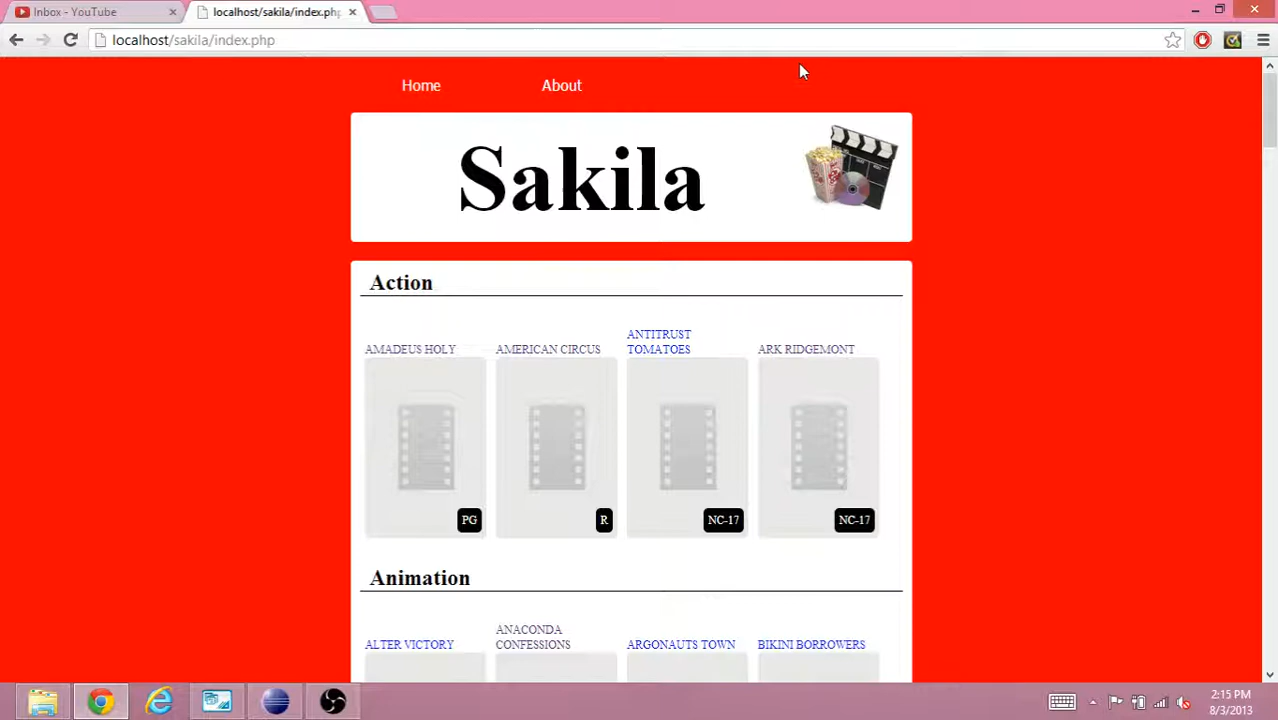 Inbox - YouTube
localhost/sakila/index.php
localhost/sakila/index.php
Home About
Sakila
Action
AMADEUS HOLY AMERICAN CIRCUS ANTITRUST TOMATOES ARK RIDGEMONT
PG R NC-17 NC-17
Animation
ALTER VICTORY ANACONDA CONFESSIONS ARGONAUTS TOWN BIKINI BORROWERS
2:15 PM
8/3/2013